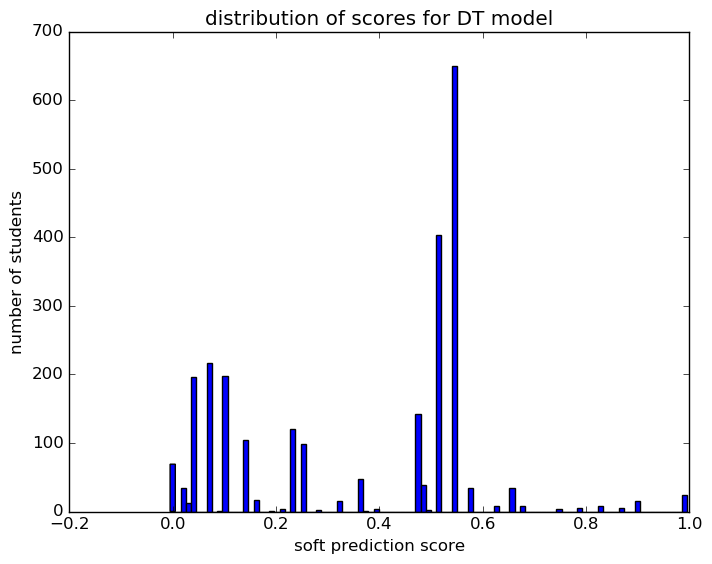 distribution of scores for DT model
700
600
500
400
300
200
100
0
number of students
−0.2 0.0 0.2 0.4 0.6 0.8 1.0
soft prediction score